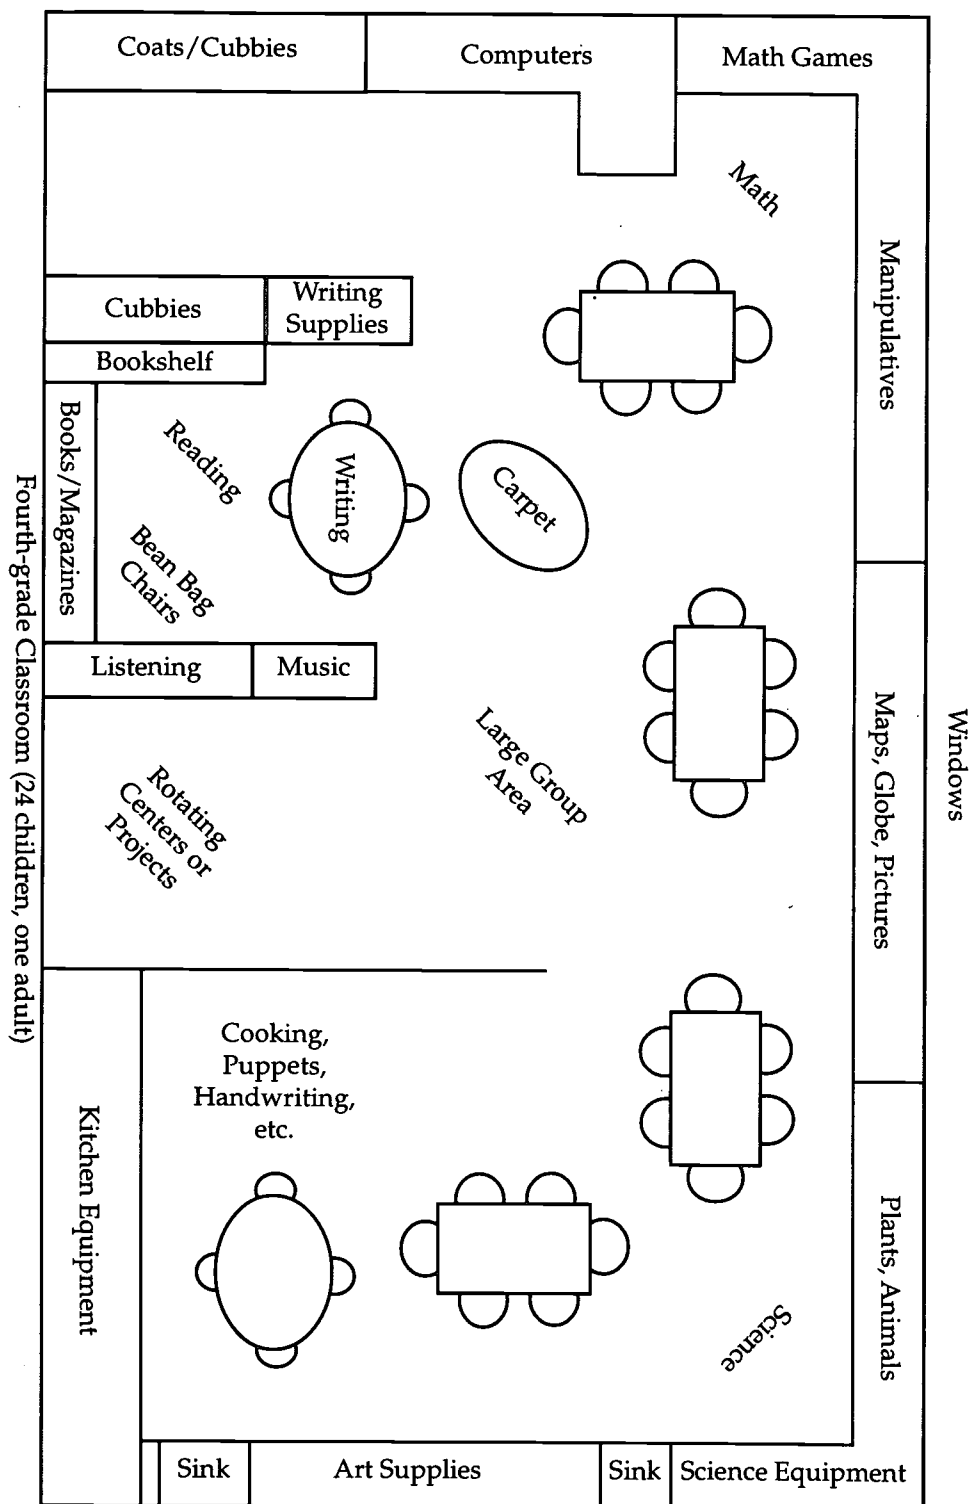 Coats/Cubbies
Computers
Math Games
Math
Manipulatives
Cubbies
Writing
Supplies
Bookshelf
Books/Magazines
Reading
Writing
Carpet
Bean Bag
Chairs
Listening
Music
Large Group
Area
Maps, Globe, Pictures
Windows
Rotating
Centers or
Projects
Fourth-grade Classroom (24 children, one adult)
Cooking,
Puppets,
Handwriting,
etc.
Kitchen Equipment
Plants, Animals
Science
Sink
Art Supplies
Sink
Science Equipment